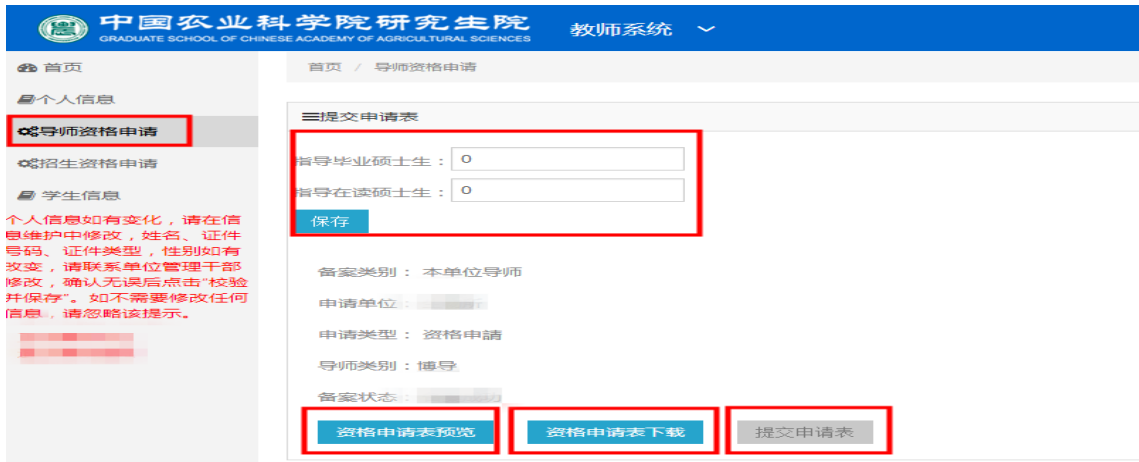 中国农业科学院研究生院
GRADUATE SCHOOL OF CHINESE ACADEMY OF AGRICULTURAL SCIENCES
教师系统
首页
个人信息
导师资格申请
招生资格申请
学生信息
个人信息如有变化，请在信
息维护中修改，姓名、证件
号码、证件类型，性别如有
改变，请联系单位管理干部
修改，确认无误后点击“校验
并保存”。如不需要修改任何
信息，请忽略该提示。
首页 / 导师资格申请
提交申请表
指导毕业硕士生： 0
指导在读硕士生： 0
保存
备案类别： 本单位导师
申请单位：
申请类型： 资格申請
导师类别：博导
备案状态：
资格申请表预览 资格申请表下载 提交申请表